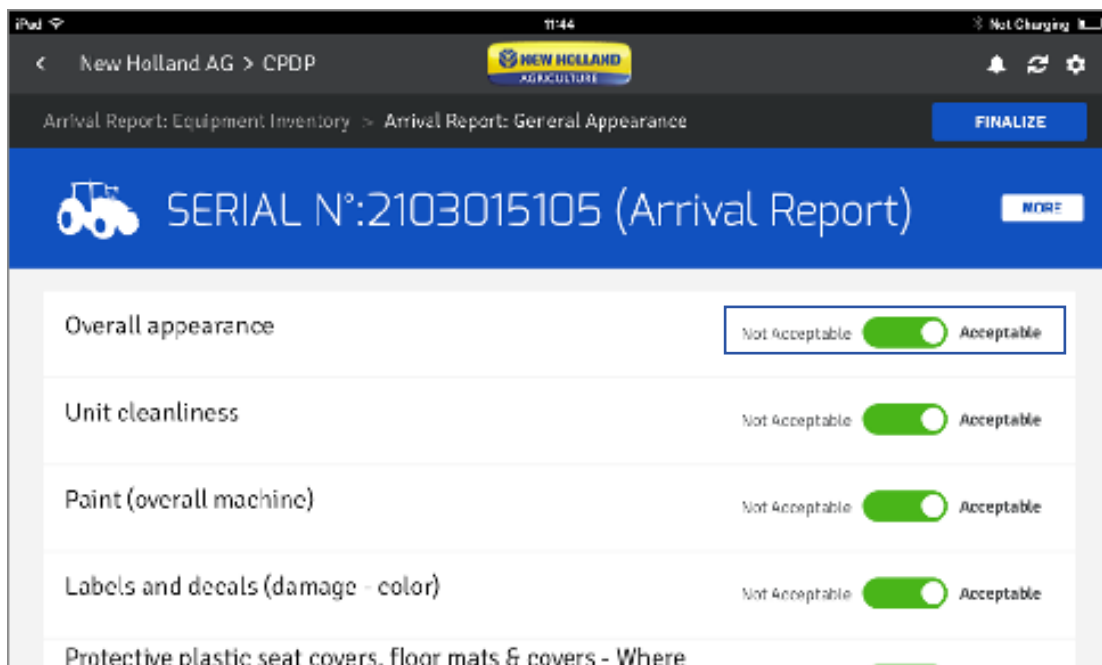 iPad 11:44 Not Charging
< New Holland AG > CPDP NEW HOLLAND
AGRICULTURE
Arrival Report: Equipment Inventory > Arrival Report: General Appearance FINALIZE
SERIAL N°:2103015105 (Arrival Report) MORE
Overall appearance Not Acceptable Acceptable
Unit cleanliness Not Acceptable Acceptable
Paint (overall machine) Not Acceptable Acceptable
Labels and decals (damage - color) Not Acceptable Acceptable
Protective plastic seat covers, floor mats & covers - Where